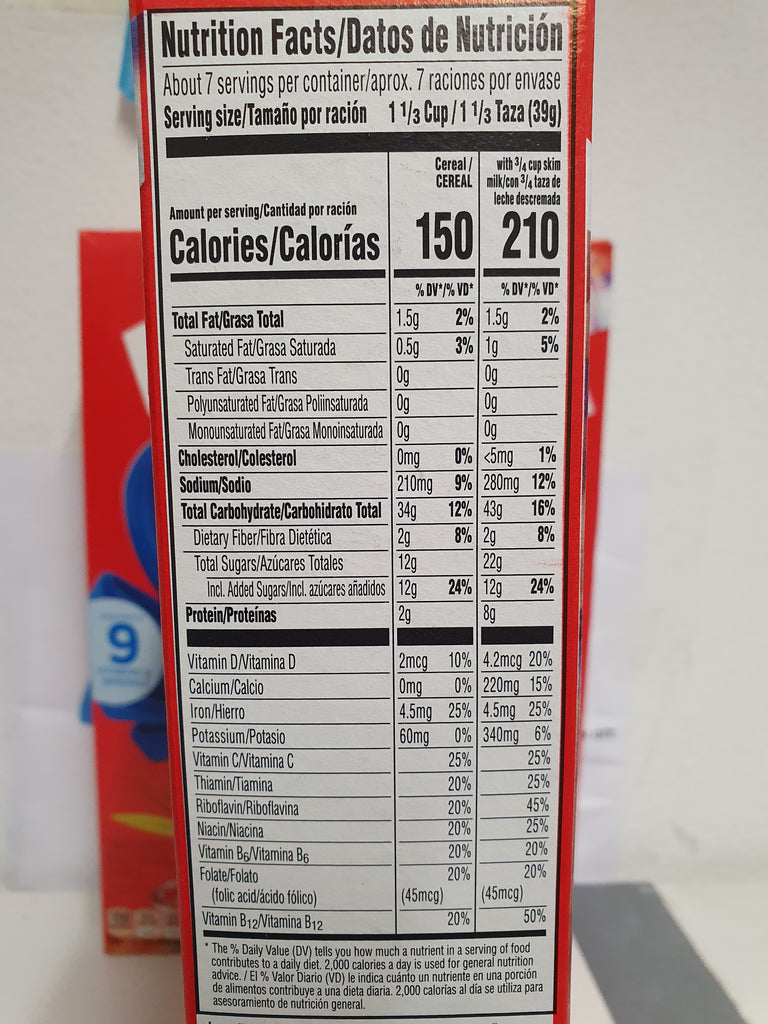 Nutrition Facts/Datos de Nutrición
About 7 servings per container/aprox. 7 raciones por envase
Serving size/Tamaño por ración 1 1/3 Cup / 1 1/3 Taza (39g)
Cereal / CEREAL
with 3/4 cup skim milk/con 3/4 taza de leche descremada
Amount per serving/Cantidad por ración
Calories/Calorías 150 210
% DV*/% VD* % DV*/% VD*
Total Fat/Grasa Total 1.5g 2% 1.5g 2%
Saturated Fat/Grasa Saturada 0.5g 3% 1g 5%
Trans Fat/Grasa Trans 0g 0g
Polyunsaturated Fat/Grasa Poliinsaturada 0g 0g
Monounsaturated Fat/Grasa Monoinsaturada 0g 0g
Cholesterol/Colesterol 0mg 0% <5mg 1%
Sodium/Sodio 210mg 9% 280mg 12%
Total Carbohydrate/Carbohidrato Total 34g 12% 43g 16%
Dietary Fiber/Fibra Dietética 2g 8% 2g 8%
Total Sugars/Azúcares Totales 12g 22g
Incl. Added Sugars/Incl. azúcares añadidos 12g 24% 12g 24%
Protein/Proteínas 2g 8g
Vitamin D/Vitamina D 2mcg 10% 4.2mcg 20%
Calcium/Calcio 0mg 0% 220mg 15%
Iron/Hierro 4.5mg 25% 4.5mg 25%
Potassium/Potasio 60mg 0% 340mg 6%
Vitamin C/Vitamina C 25% 25%
Thiamin/Tiamina 20% 25%
Riboflavin/Riboflavina 20% 45%
Niacin/Niacina 20% 25%
Vitamin B6/Vitamina B6 20% 20%
Folate/Folato 20% 20%
(folic acid/ácido fólico) (45mcg) (45mcg)
Vitamin B12/Vitamina B12 20% 50%
* The % Daily Value (DV) tells you how much a nutrient in a serving of food
contributes to a daily diet. 2,000 calories a day is used for general nutrition
advice. / El % Valor Diario (VD) le indica cuánto un nutriente en una porción
de alimentos contribuye a una dieta diaria. 2,000 calorías al día se utiliza para
asesoramiento de nutrición general.
9